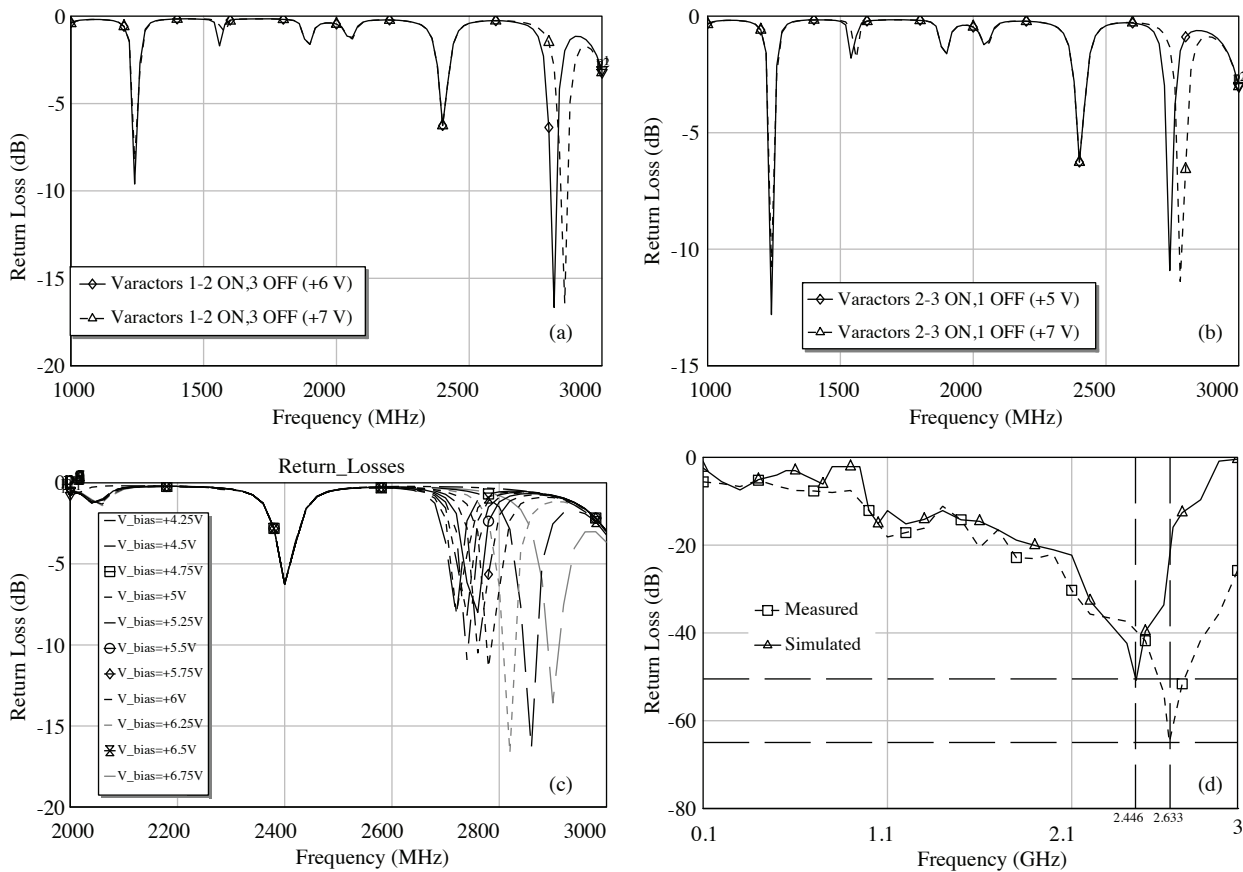 0
-5
-10
-15
-20
Return Loss (dB)
Varactors 1-2 ON,3 OFF (+6 V)
Varactors 1-2 ON,3 OFF (+7 V)
(a)
1000
1500
2000
2500
3000
Frequency (MHz)
0
-5
-10
-15
Return Loss (dB)
Varactors 2-3 ON,1 OFF (+5 V)
Varactors 2-3 ON,1 OFF (+7 V)
(b)
1000
1500
2000
2500
3000
Frequency (MHz)
Return_Losses
0
-5
-10
-15
-20
Return Loss (dB)
V_bias=+4.25V
V_bias=+4.5V
V_bias=+4.75V
V_bias=+5V
V_bias=+5.25V
V_bias=+5.5V
V_bias=+5.75V
V_bias=+6V
V_bias=+6.25V
V_bias=+6.5V
V_bias=+6.75V
(c)
2000
2200
2400
2600
2800
3000
Frequency (MHz)
0
-20
-40
-60
-80
Return Loss (dB)
Measured
Simulated
(d)
2.446
2.633
0.1
1.1
2.1
3
Frequency (GHz)